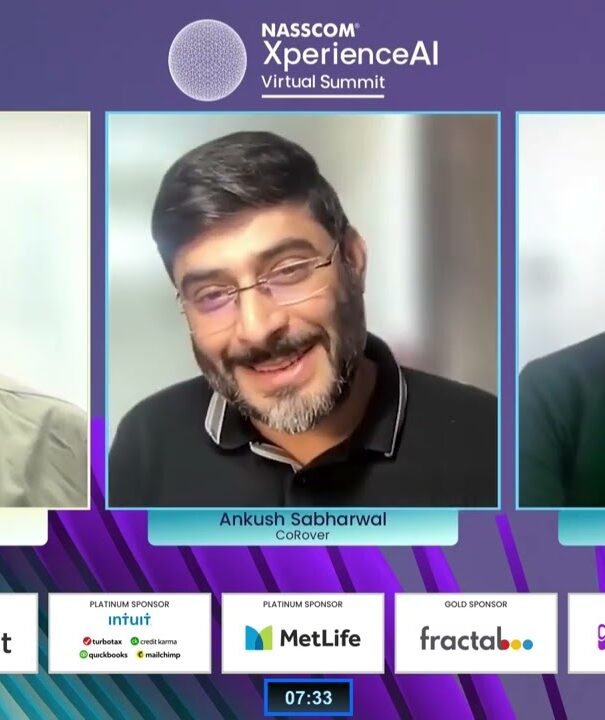 NASSCOM®
XperienceAI
Virtual Summit
Ankush Sabharwal
CoRover
PLATINUM SPONSOR
ıntuıt
turbotax
credit karma
quickbooks
mailchimp
PLATINUM SPONSOR
MetLife
GOLD SPONSOR
fractal
07:33